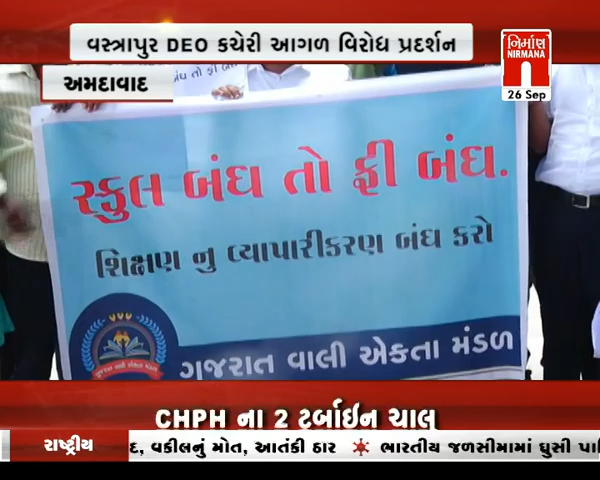 વસ્ત્રાપુર DEO કચેરી આગળ વિરોધ પ્રદર્શન
નિર્માણ
NIRMANA
26 Sep
અમદાવાદ
બંધ તો ફી બં
સ્કુલ બંધ તો ફી બંધ.
શિક્ષણ નુ વ્યાપારીકરણ બંધ કરો
ગજરાત વાલી એકતા મંડળ
CHPH ના 2 ટર્બાઇન ચાલુ
રાષ્ટ્રીય
દ, વકીલનું મોત, આતંકી ઠાર
ભારતીય જળસીમામાં ઘુસી પાકિ